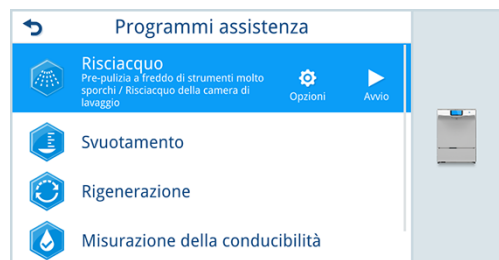 Programmi assistenza
Risciacquo
Pre-pulizia a freddo di strumenti molto
sporchi / Risciacquo della camera di
lavaggio
Opzioni
Avvio
Svuotamento
Rigenerazione
Misurazione della conducibilità